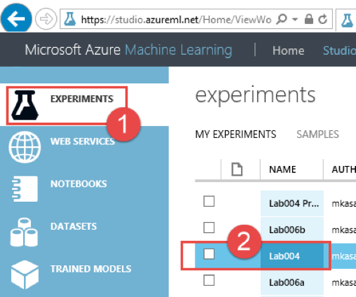 https://studio.azureml.net/Home/ViewWo
Microsoft Azure Machine Learning | Home Studio
EXPERIMENTS
1
WEB SERVICES
NOTEBOOKS
DATASETS
TRAINED MODELS
experiments
MY EXPERIMENTS SAMPLES
NAME AUTH
Lab004 Pr... mkasa
Lab006b mkasa
2
Lab004 mkasa
Lab006a mkasa